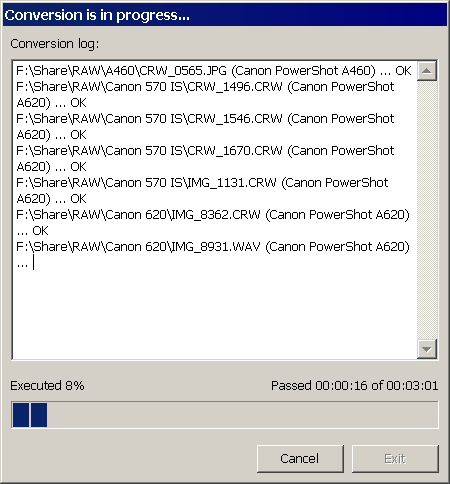 Conversion is in progress...
Conversion log:
F:\Share\RAW\A460\CRW_0565.JPG (Canon PowerShot A460) ... OK
F:\Share\RAW\Canon 570 IS\CRW_1496.CRW (Canon PowerShot
A620) ... OK
F:\Share\RAW\Canon 570 IS\CRW_1546.CRW (Canon PowerShot
A620) ... OK
F:\Share\RAW\Canon 570 IS\CRW_1670.CRW (Canon PowerShot
A620) ... OK
F:\Share\RAW\Canon 570 IS\IMG_1131.CRW (Canon PowerShot
A620) ... OK
F:\Share\RAW\Canon 620\IMG_8362.CRW (Canon PowerShot A620)
... OK
F:\Share\RAW\Canon 620\IMG_8931.WAV (Canon PowerShot A620)
...
Executed 8% Passed 00:00:16 of 00:03:01
Cancel Exit